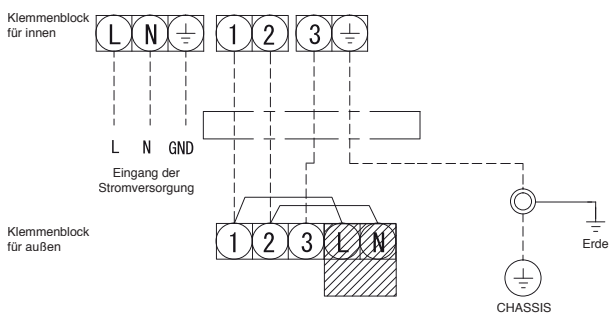 Klemmenblock
für innen
L N 1 2 3
L N GND
Eingang der
Stromversorgung
Klemmenblock
für außen
1 2 3 L N
Erde
CHASSIS